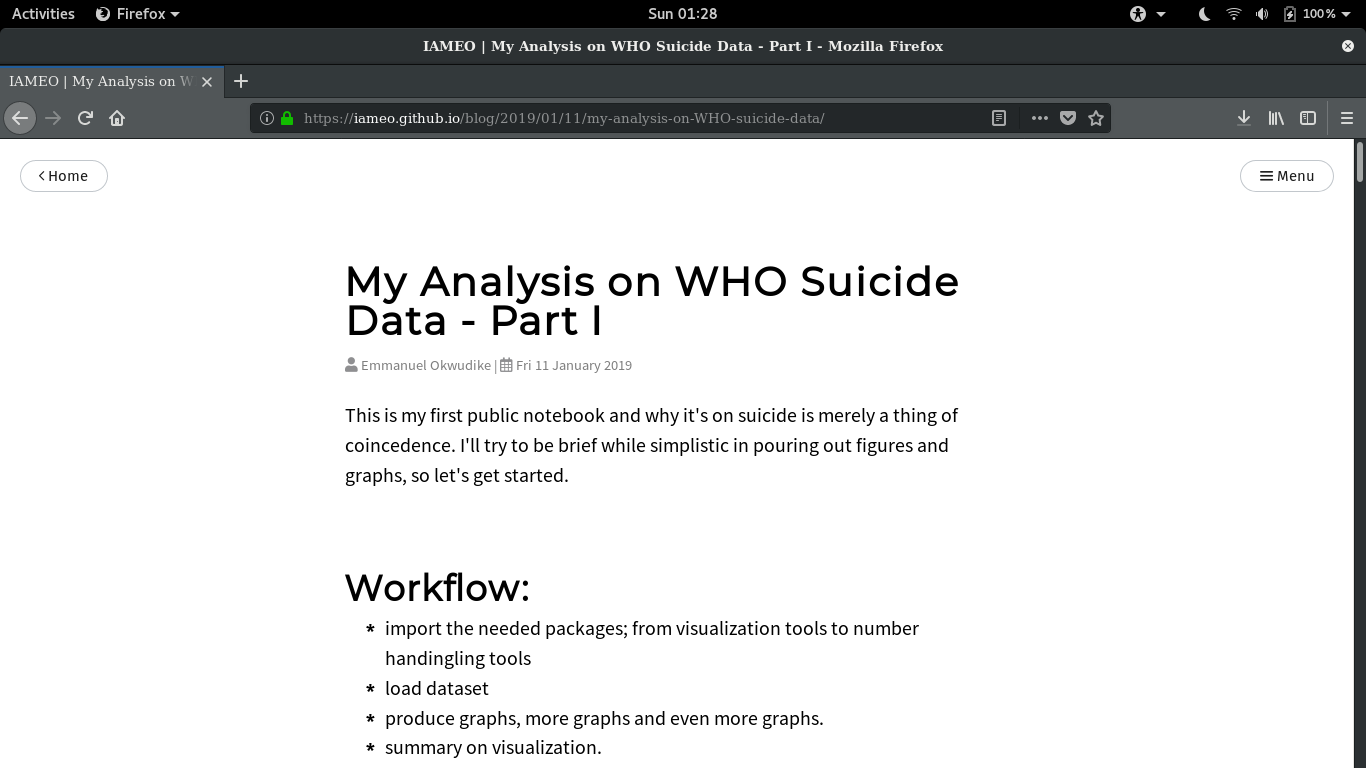 Activities Firefox Sun 01:28 100%
IAMEO | My Analysis on WHO Suicide Data - Part I - Mozilla Firefox
IAMEO | My Analysis on W
https://iameo.github.io/blog/2019/01/11/my-analysis-on-WHO-suicide-data/
Home Menu
My Analysis on WHO Suicide
Data - Part I
Emmanuel Okwudike | Fri 11 January 2019
This is my first public notebook and why it's on suicide is merely a thing of
coincedence. I'll try to be brief while simplistic in pouring out figures and
graphs, so let's get started.
Workflow:
* import the needed packages; from visualization tools to number
handingling tools
* load dataset
* produce graphs, more graphs and even more graphs.
* summary on visualization.